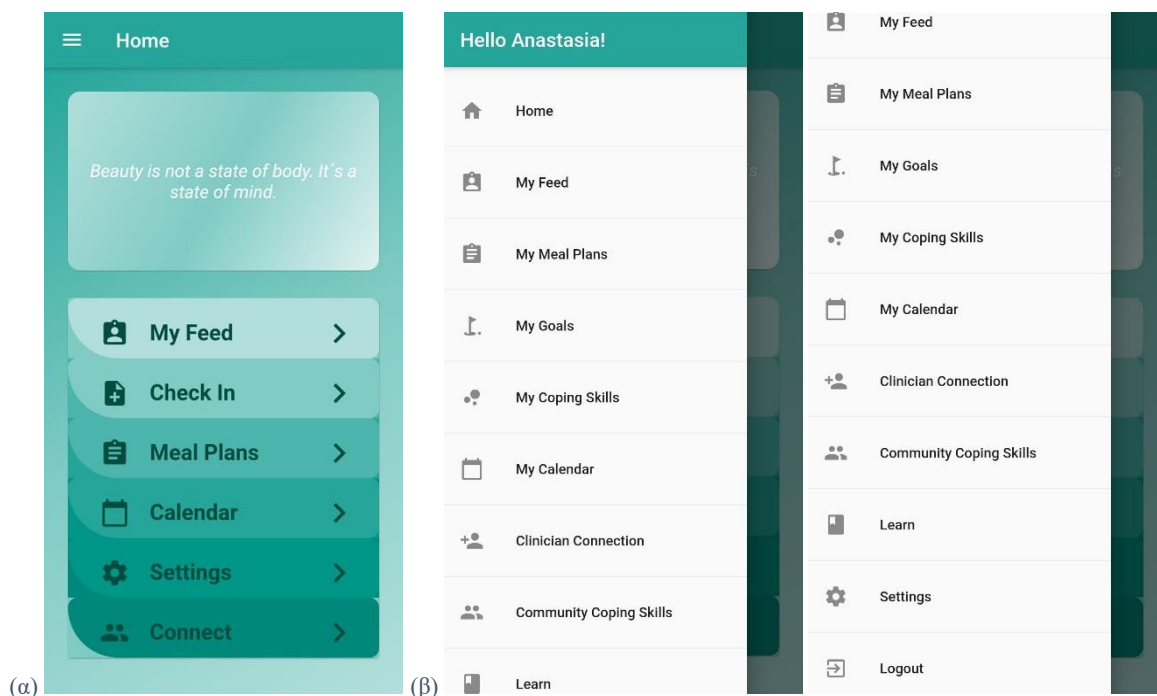 Home
Beauty is not a state of body. It´s a
state of mind.
My Feed
Check In
Meal Plans
Calendar
Settings
Connect
(α)
Hello Anastasia!
Home
My Feed
My Meal Plans
My Goals
My Coping Skills
My Calendar
Clinician Connection
Community Coping Skills
Learn
(β)
s
My Feed
My Meal Plans
My Goals
My Coping Skills
My Calendar
Clinician Connection
Community Coping Skills
Learn
Settings
Logout
s